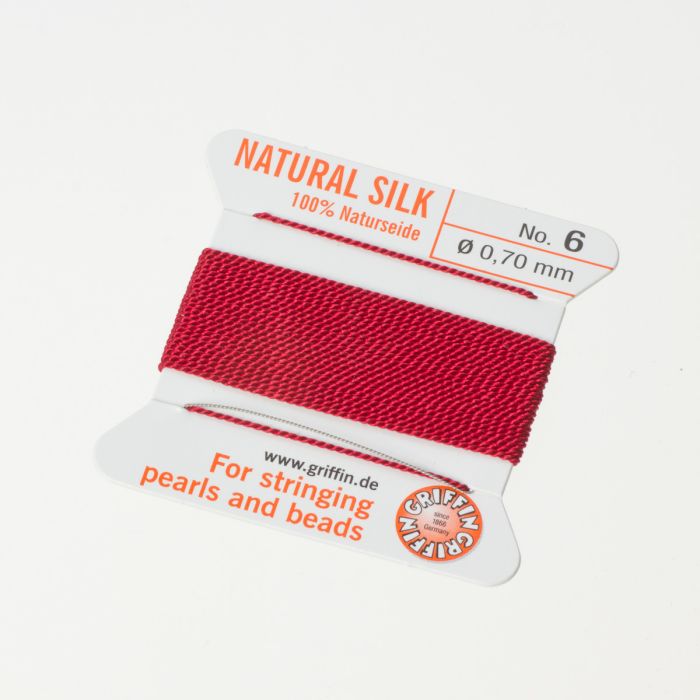 NATURAL SILK
100% Naturseide
No. 6
Ø 0,70 mm
www.griffin.de
For stringing
pearls and beads
GRIFFIN
since
1866
Germany
GRIFFIN